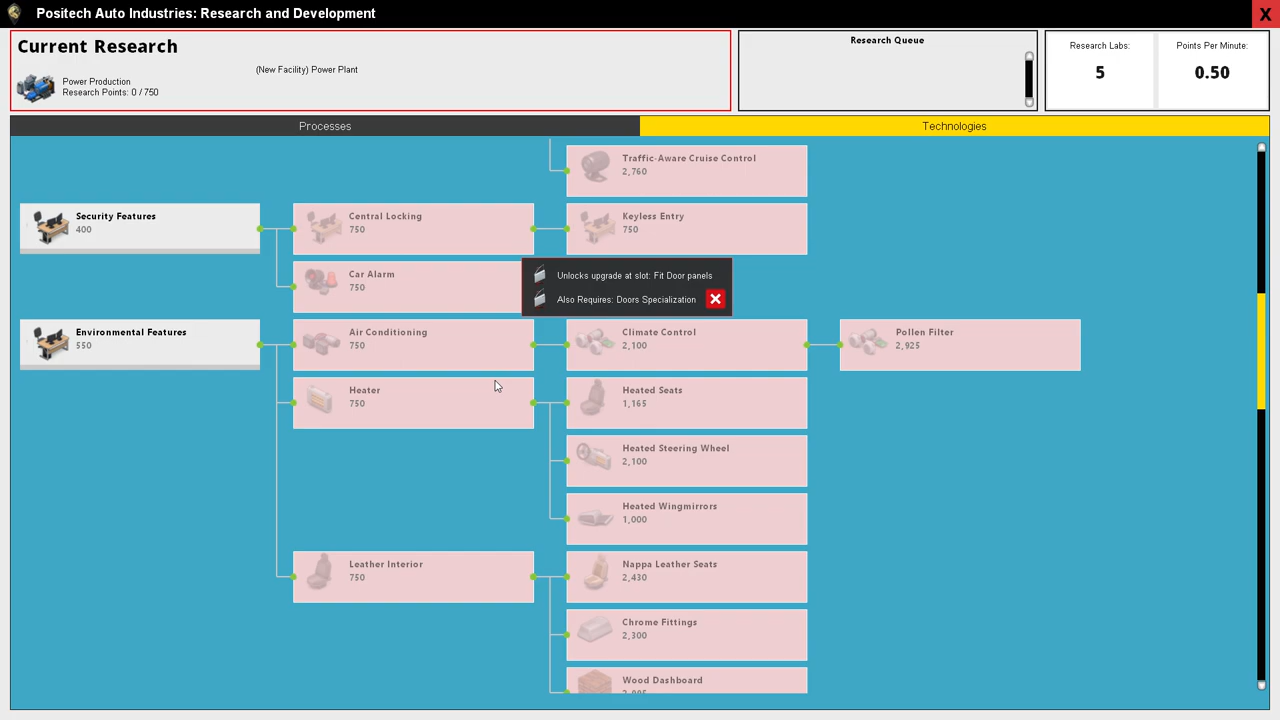 Positech Auto Industries: Research and Development
X
Current Research
(New Facility) Power Plant
Power Production
Research Points: 0 / 750
Research Queue
Research Labs:
5
Points Per Minute:
0.50
Processes
Technologies
Traffic-Aware Cruise Control
2,760
Security Features
400
Central Locking
750
Keyless Entry
750
Car Alarm
750
Unlocks upgrade at slot: Fit Door panels
Also Requires: Doors Specialization
Environmental Features
550
Air Conditioning
750
Climate Control
2,100
Pollen Filter
2,925
Heater
750
Heated Seats
1,165
Heated Steering Wheel
2,100
Heated Wingmirrors
1,000
Leather Interior
750
Nappa Leather Seats
2,430
Chrome Fittings
2,300
Wood Dashboard